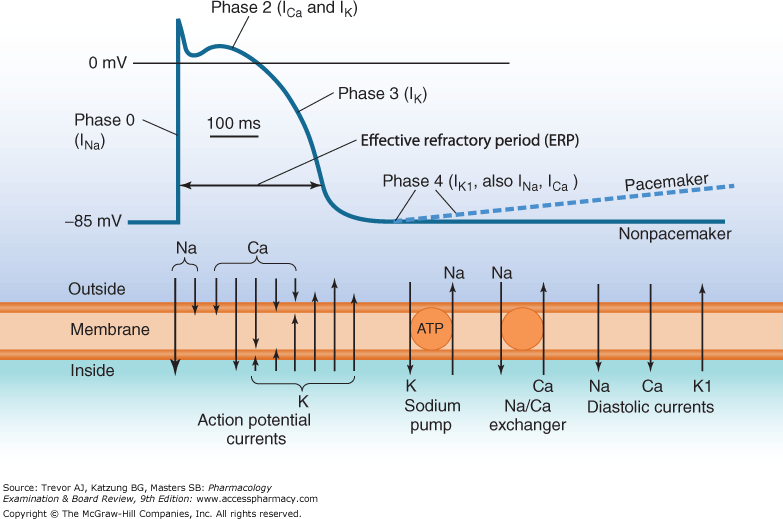 Phase 2 (ICa and IK)
0 mV
Phase 3 (IK)
Phase 0
(INa)
100 ms
Effective refractory period (ERP)
Phase 4 (IK1, also INa, ICa )
Pacemaker
−85 mV
Nonpacemaker
Na
Ca
Na
Na
Outside
Membrane
ATP
Inside
K
Ca
Na
Ca
K1
K
Action potential
currents
Sodium
pump
Na/Ca
exchanger
Diastolic currents
Source: Trevor AJ, Katzung BG, Masters SB: Pharmacology
Examination & Board Review, 9th Edition: www.accesspharmacy.com
Copyright © The McGraw-Hill Companies, Inc. All rights reserved.